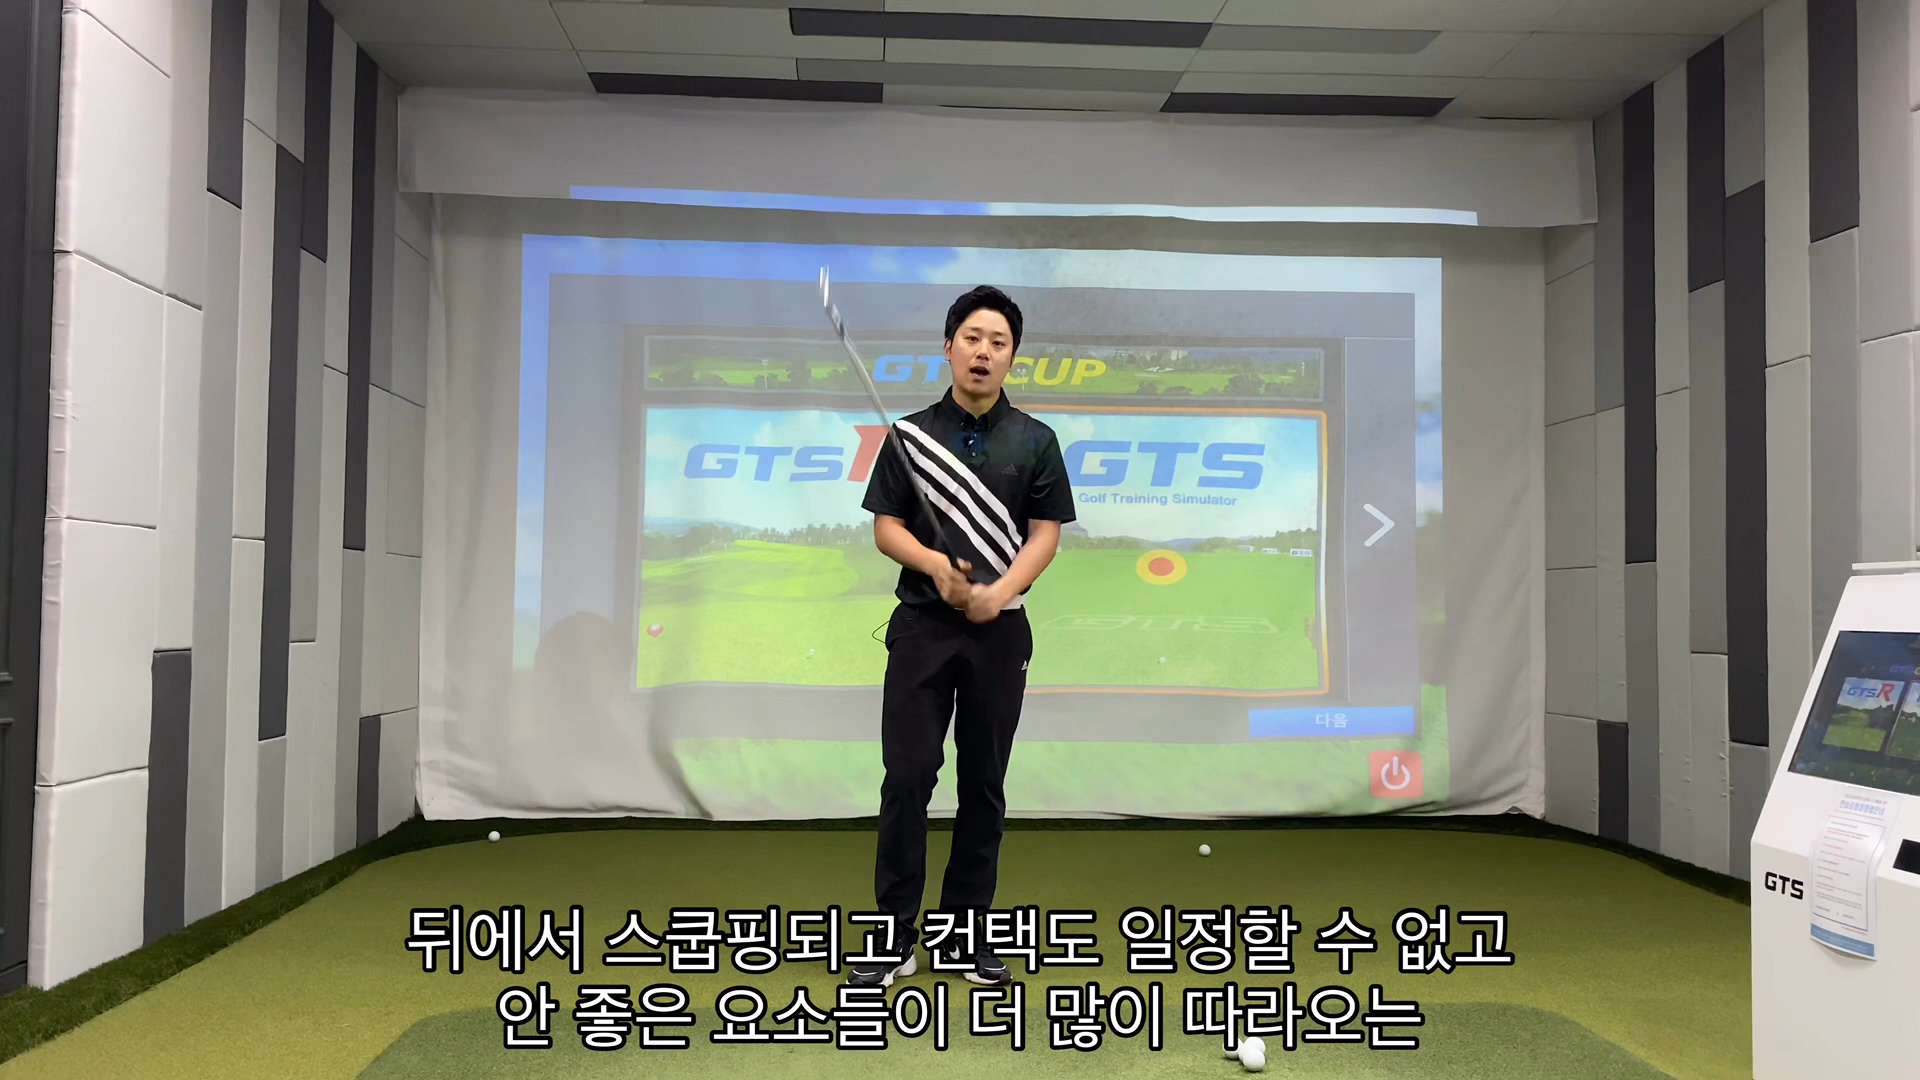 GTS CUP
GTSR
GTS
Golf Training Simulator
GTS
다음
GTSR
GTS
뒤에서 스쿱핑되고 컨택도 일정할 수 없고
안 좋은 요소들이 더 많이 따라오는